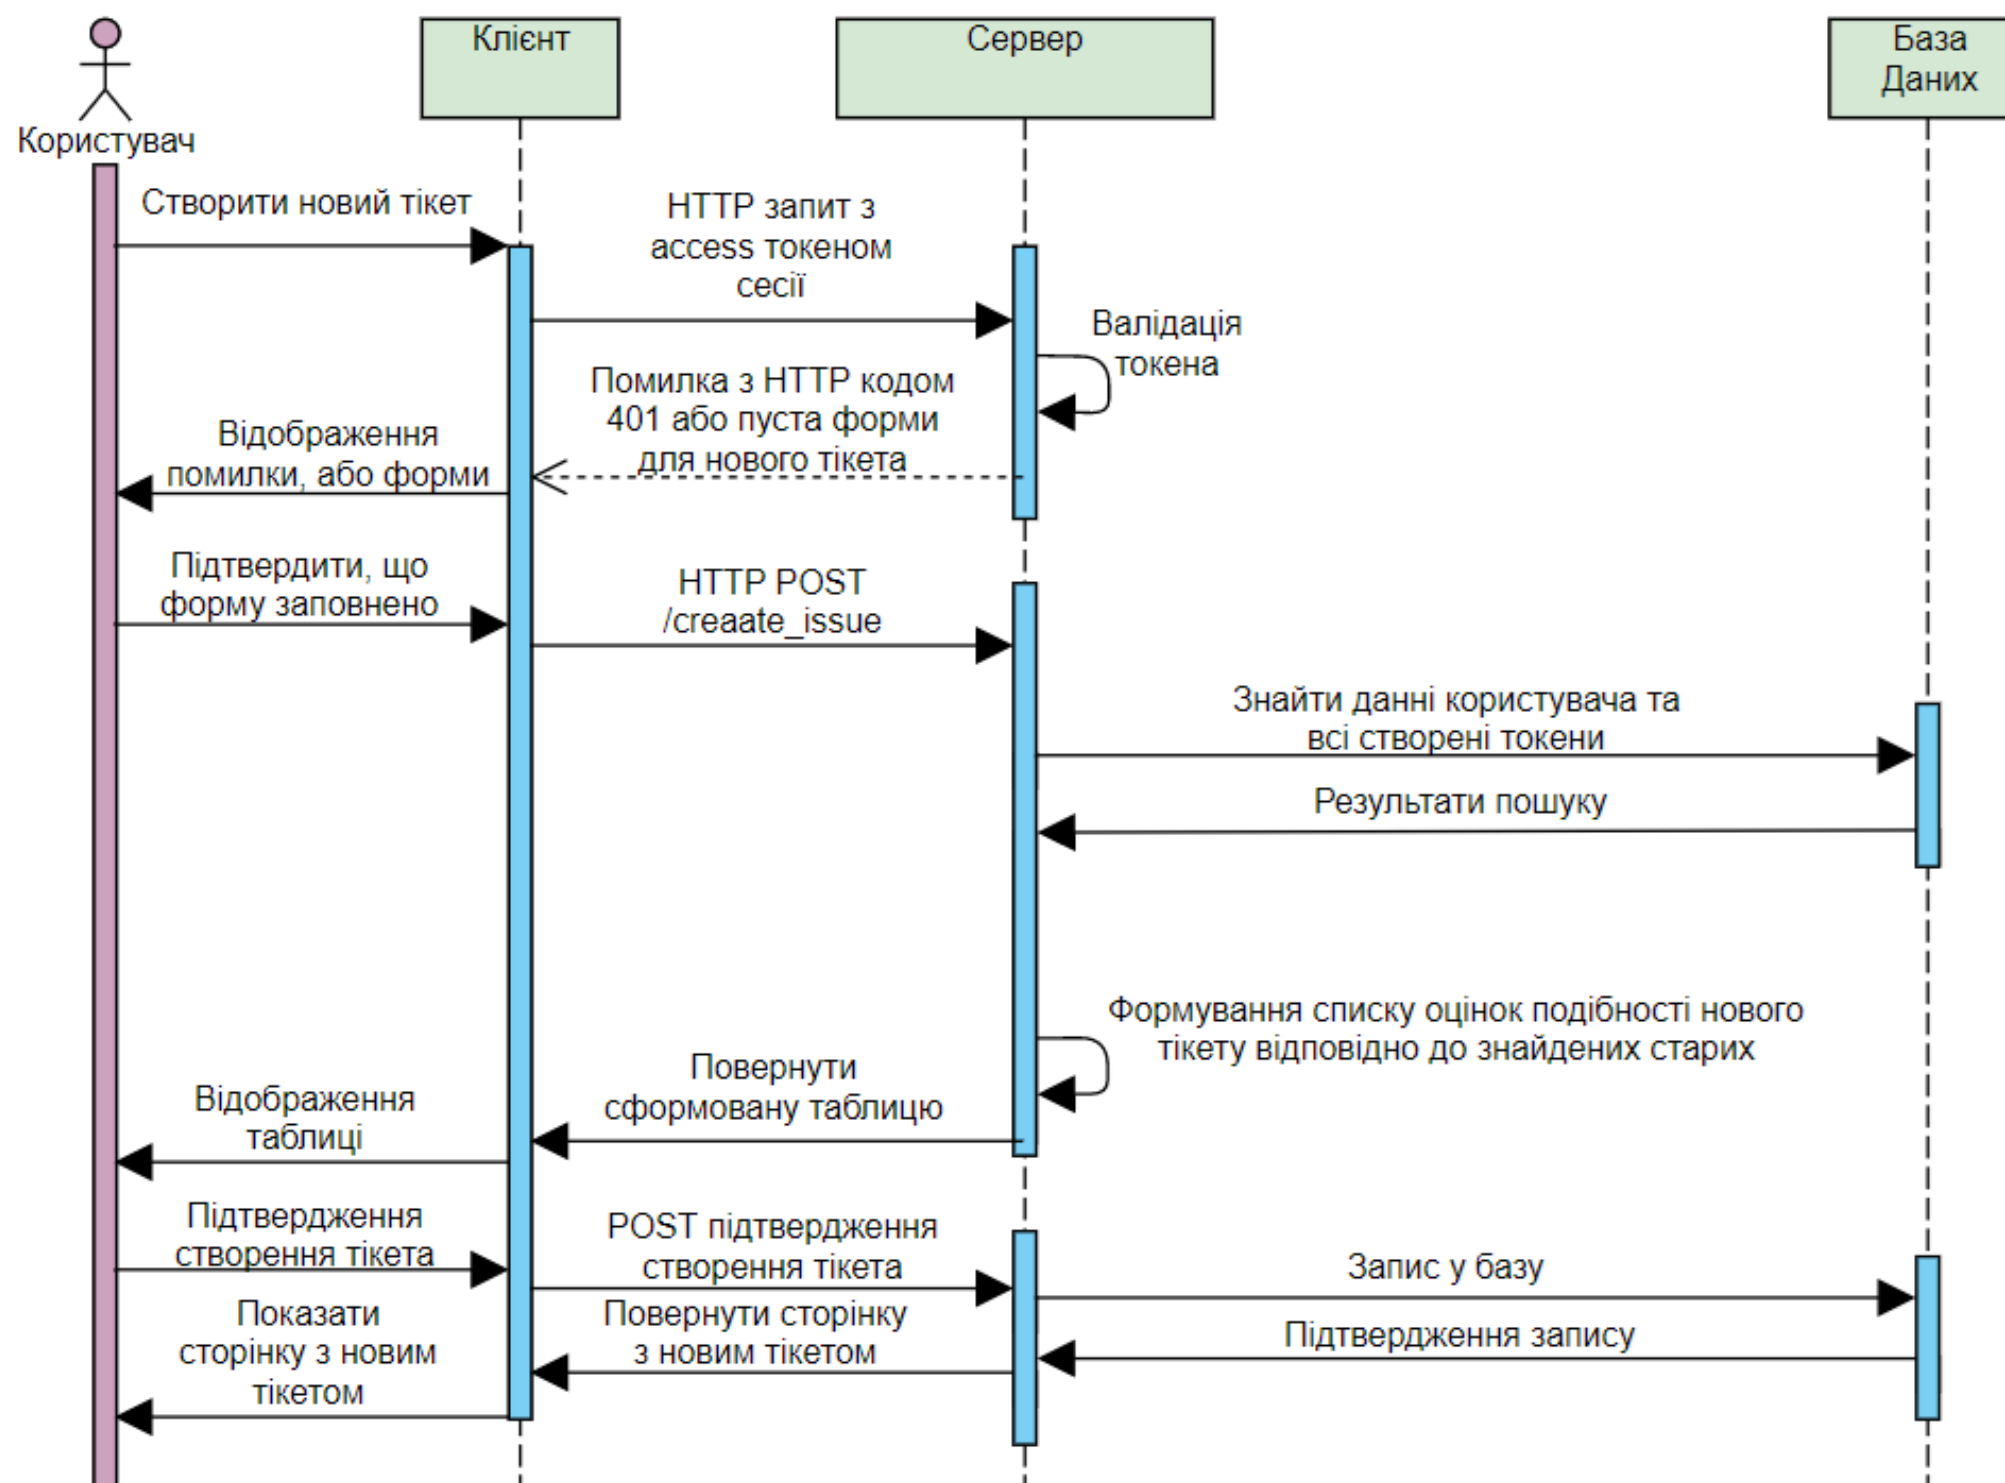 Клієнт
Сервер
База
Даних
Користувач
Створити новий тікет
HTTP запит з
access токеном
сесії
Валідація
токена
Помилка з HTTP кодом
401 або пуста форми
для нового тікета
Відображення
помилки, або форми
Підтвердити, що
форму заповнено
HTTP POST
/creaate_issue
Знайти данні користувача та
всі створені токени
Результати пошуку
Формування списку оцінок подібності нового
тікету відповідно до знайдених старих
Повернути
сформовану таблицю
Відображення
таблиці
Підтвердження
створення тікета
POST підтвердження
створення тікета
Запис у базу
Підтвердження запису
Повернути сторінку
з новим тікетом
Показати
сторінку з новим
тікетом